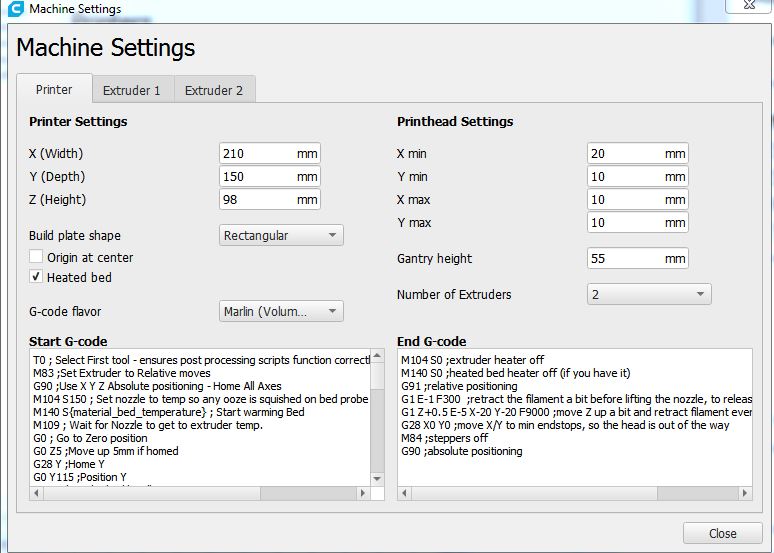 Machine Settings
Machine Settings
Printer
Extruder 1
Extruder 2
Printer Settings
X (Width)
210 mm
Y (Depth)
150 mm
Z (Height)
98 mm
Build plate shape
Rectangular
Origin at center
Heated bed
G-code flavor
Marlin (Volum...
Printhead Settings
X min
20 mm
Y min
10 mm
X max
10 mm
Y max
10 mm
Gantry height
55 mm
Number of Extruders
2
Start G-code
T0 ; Select First tool - ensures post processing scripts function correctl
M83 ;Set Extruder to Relative moves
G90 ;Use X Y Z Absolute positioning - Home All Axes
M104 S150 ; Set nozzle to temp so any ooze is squished on bed probe
M140 S{material_bed_temperature} ; Start warming Bed
M109 ; Wait for Nozzle to get to extruder temp.
G0 ; Go to Zero position
G0 Z5 ;Move up 5mm if homed
G28 Y ;Home Y
G0 Y115 ;Position Y
End G-code
M104 S0 ;extruder heater off
M140 S0 ;heated bed heater off (if you have it)
G91 ;relative positioning
G1 E-1 F300 ;retract the filament a bit before lifting the nozzle, to releas
G1 Z+0.5 E-5 X-20 Y-20 F9000 ;move Z up a bit and retract filament ever
G28 X0 Y0 ;move X/Y to min endstops, so the head is out of the way
M84 ;steppers off
G90 ;absolute positioning
Close